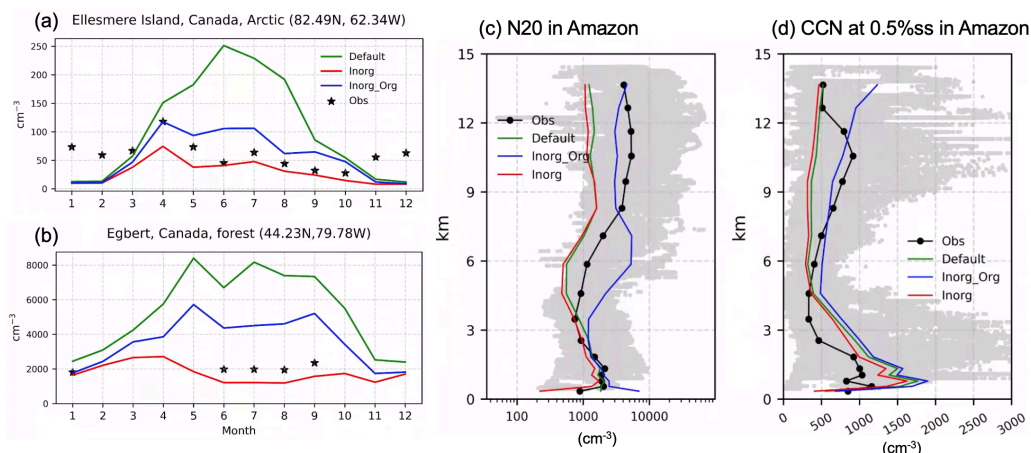 (a) Ellesmere Island, Canada, Arctic (82.49N, 62.34W)
250
200
150
100
50
0
cm⁻³
Default
Inorg
Inorg_Org
Obs
1 2 3 4 5 6 7 8 9 10 11 12
(b) Egbert, Canada, forest (44.23N,79.78W)
8000
6000
4000
2000
0
cm⁻³
1 2 3 4 5 6 7 8 9 10 11 12
Month
(c) N20 in Amazon
15
12
9
6
3
0
km
Obs
Default
Inorg_Org
Inorg
100 1000 10000
(cm⁻³)
(d) CCN at 0.5%ss in Amazon
15
12
9
6
3
0
km
Obs
Default
Inorg_Org
Inorg
0 500 1000 1500 2000 2500 3000
(cm⁻³)